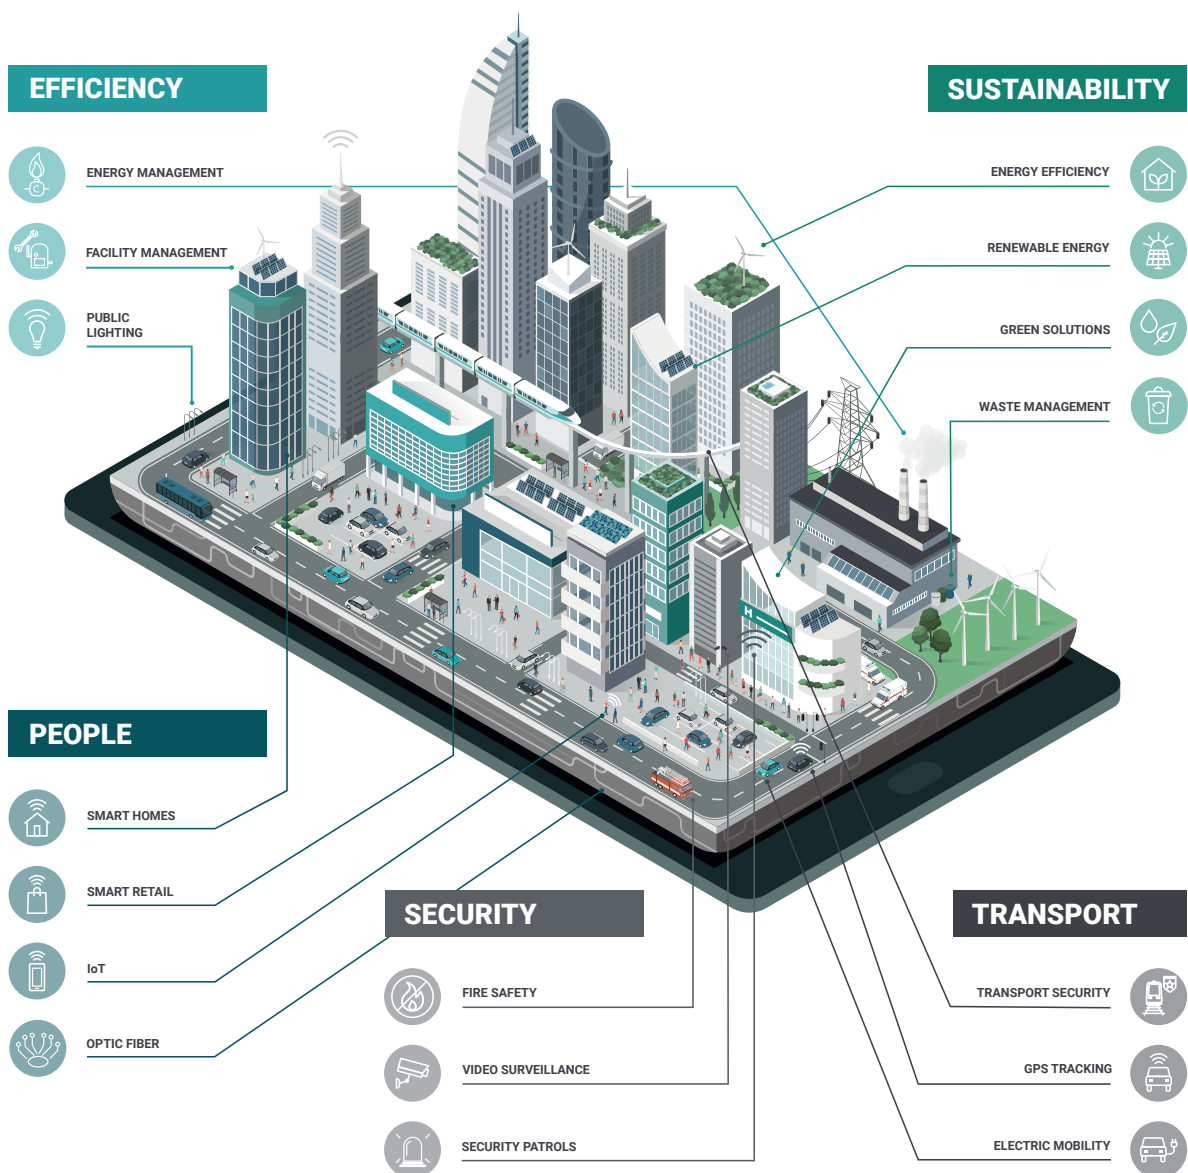 EFFICIENCY
ENERGY MANAGEMENT
FACILITY MANAGEMENT
PUBLIC
LIGHTING
SUSTAINABILITY
ENERGY EFFICIENCY
RENEWABLE ENERGY
GREEN SOLUTIONS
WASTE MANAGEMENT
C
H
PEOPLE
SMART HOMES
SMART RETAIL
IoT
OPTIC FIBER
SECURITY
FIRE SAFETY
VIDEO SURVEILLANCE
SECURITY PATROLS
TRANSPORT
TRANSPORT SECURITY
GPS TRACKING
ELECTRIC MOBILITY